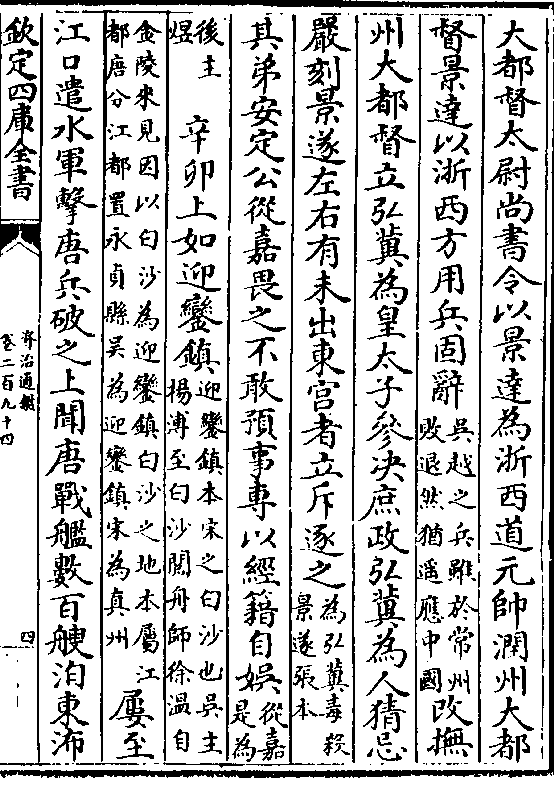 大都督太尉尚書令以景達為浙西道元帥潤州大都
督景達以浙西方用兵固辭吳越之兵雖於常州敗退然猶遥應中國改撫
州大都督立弘冀為皇太子參决庶政弘冀為人猜忌
嚴刻景遂左右有未出東宫者立斥逐之為弘冀毒殺景遂張本
其弟安定公從嘉畏之不敢預事專以經籍自娱從嘉是為
後主煜 辛卯上如迎鑾鎮迎鑾鎮本宋之白沙也吳主楊溥至白沙閱舟師徐溫自
金陵來見因以白沙為迎鑾鎮白沙之地本屬江都唐分江都置永貞縣吳為迎鑾鎮宋為真州屢至
江口遣水軍擊唐兵破之上聞唐戰艦數百艘泊東㳍
欽定四庫全書
資治通鑑
卷二百九十四
四